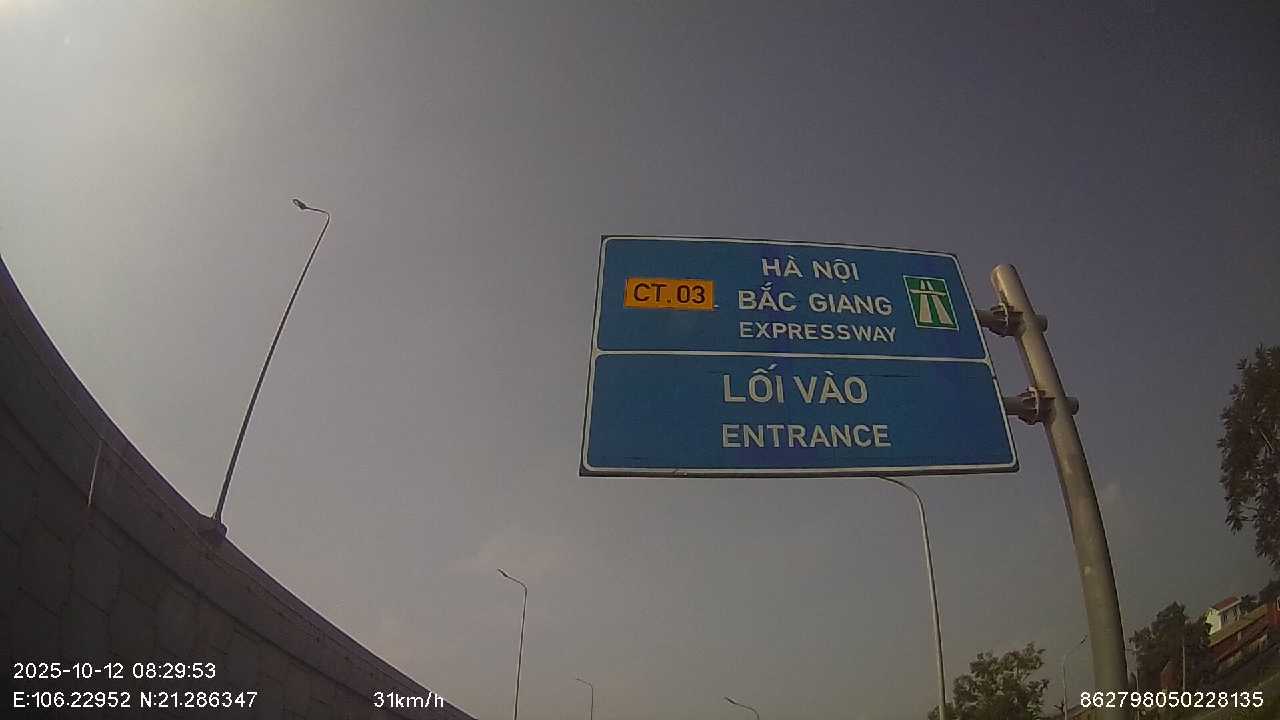 HÀ NỘI
CT.03
BẮC GIANG
EXPRESSWAY
LỐI VÀO
ENTRANCE
2025-10-12 08:29:53
E:106.22952 N:21.286347 31km/h 862798050228135